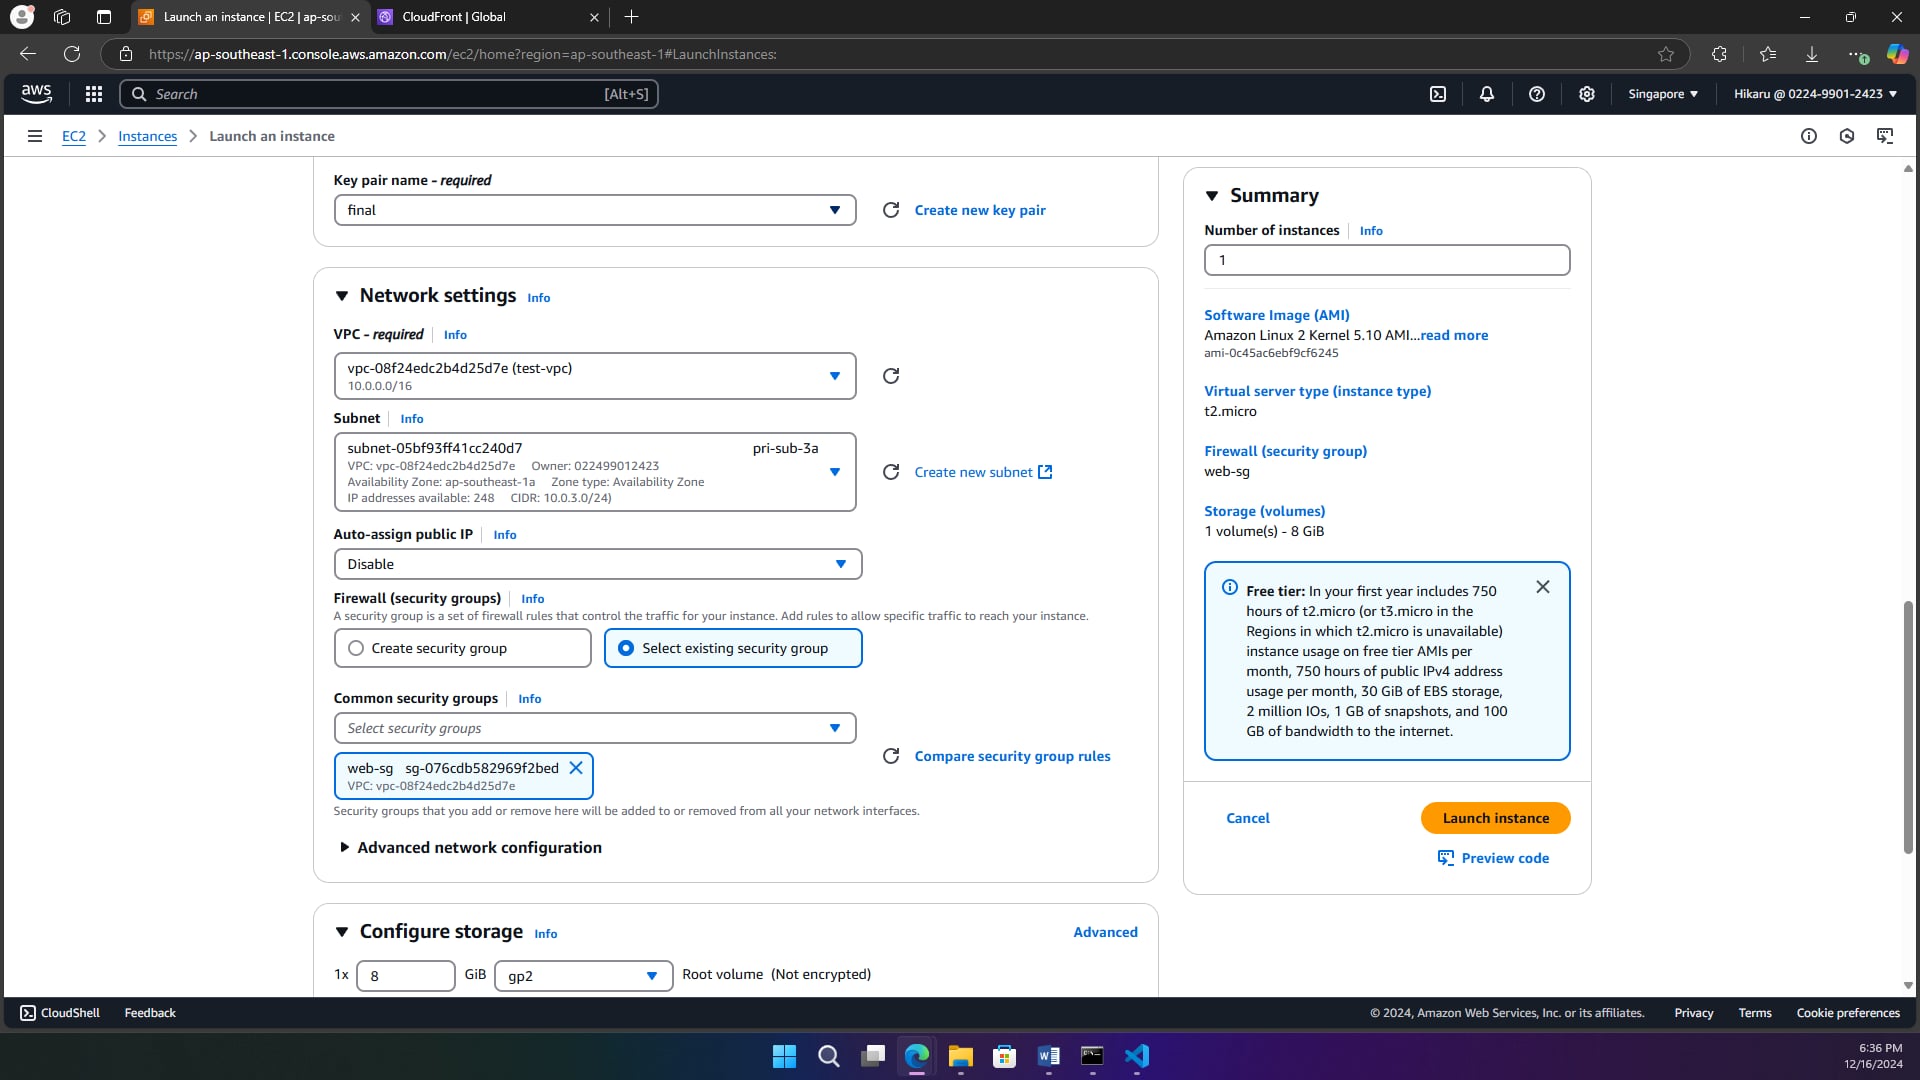 Launch an instance | EC2 | ap-sou
CloudFront | Global
https://ap-southeast-1.console.aws.amazon.com/ec2/home?region=ap-southeast-1#LaunchInstances:
aws
Search
[Alt+S]
Singapore
Hikaru @ 0224-9901-2423
EC2
Instances
Launch an instance
Key pair name - required
final
Create new key pair
Network settings Info
VPC - required Info
vpc-08f24edc2b4d25d7e (test-vpc)
10.0.0.0/16
Subnet Info
subnet-05bf93ff41cc240d7 pri-sub-3a
VPC: vpc-08f24edc2b4d25d7e Owner: 022499012423
Availability Zone: ap-southeast-1a Zone type: Availability Zone
IP addresses available: 248 CIDR: 10.0.3.0/24)
Create new subnet
Auto-assign public IP Info
Disable
Firewall (security groups) Info
A security group is a set of firewall rules that control the traffic for your instance. Add rules to allow specific traffic to reach your instance.
Create security group
Select existing security group
Common security groups Info
Select security groups
web-sg sg-076cdb582969f2bed
VPC: vpc-08f24edc2b4d25d7e
Compare security group rules
Security groups that you add or remove here will be added to or removed from all your network interfaces.
Advanced network configuration
Configure storage Info
Advanced
1x 8 GiB gp2 Root volume (Not encrypted)
Summary
Number of instances Info
1
Software Image (AMI)
Amazon Linux 2 Kernel 5.10 AMI...read more
ami-0c45ac6ebf9cf6245
Virtual server type (instance type)
t2.micro
Firewall (security group)
web-sg
Storage (volumes)
1 volume(s) - 8 GiB
Free tier: In your first year includes 750
hours of t2.micro (or t3.micro in the
Regions in which t2.micro is unavailable)
instance usage on free tier AMIs per
month, 750 hours of public IPv4 address
usage per month, 30 GiB of EBS storage,
2 million IOs, 1 GB of snapshots, and 100
GB of bandwidth to the internet.
Cancel
Launch instance
Preview code
CloudShell
Feedback
© 2024, Amazon Web Services, Inc. or its affiliates.
Privacy
Terms
Cookie preferences
6:36 PM
12/16/2024